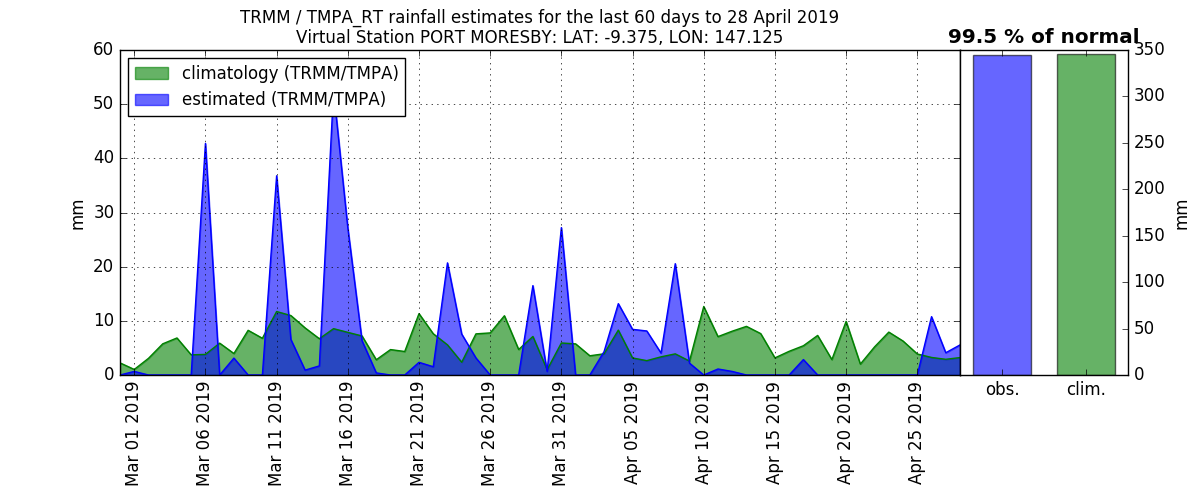 TRMM / TMPA_RT rainfall estimates for the last 60 days to 28 April 2019
Virtual Station PORT MORESBY: LAT: -9.375, LON: 147.125
99.5 % of normal
climatology (TRMM/TMPA)
estimated (TRMM/TMPA)
60
50
40
30
20
10
0
mm
350
300
250
200
150
100
50
0
mm
Mar 01 2019
Mar 06 2019
Mar 11 2019
Mar 16 2019
Mar 21 2019
Mar 26 2019
Mar 31 2019
Apr 05 2019
Apr 10 2019
Apr 15 2019
Apr 20 2019
Apr 25 2019
obs.
clim.